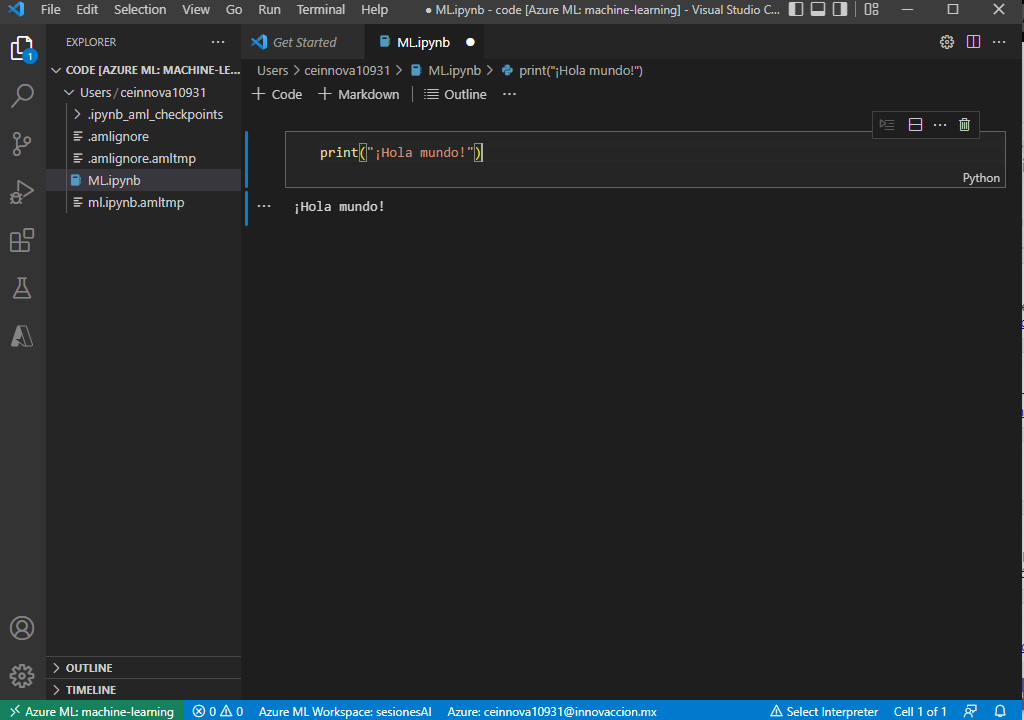 File Edit Selection View Go Run Terminal Help ● ML.ipynb - code [Azure ML: machine-learning] - Visual Studio C...
EXPLORER
Get Started
ML.ipynb
1
CODE [AZURE ML: MACHINE-LE...
Users / ceinnova10931
.ipynb_aml_checkpoints
.amlignore
.amlignore.amltmp
ML.ipynb
ml.ipynb.amltmp
Users > ceinnova10931 > ML.ipynb > print("¡Hola mundo!")
+ Code + Markdown | Outline ...
print("¡Hola mundo!")
Python
¡Hola mundo!
OUTLINE
TIMELINE
Azure ML: machine-learning 0 0 Azure ML Workspace: sesionesAI Azure: ceinnova10931@innovaccion.mx Select Interpreter Cell 1 of 1